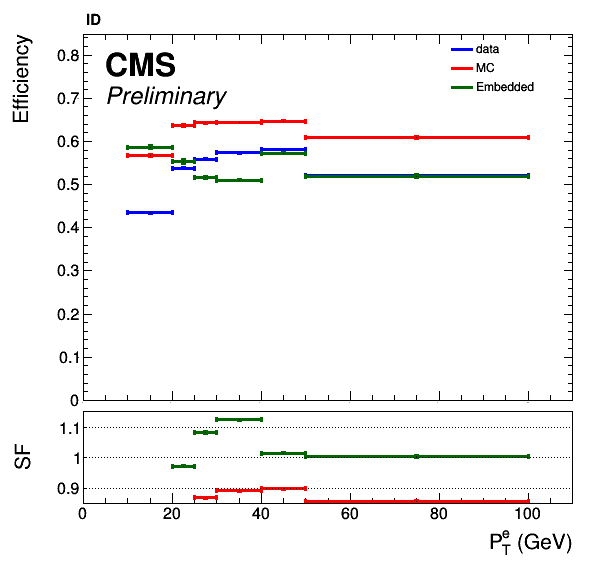 ID
Efficiency
CMS
Preliminary
data
MC
Embedded
0.8
0.7
0.6
0.5
0.4
0.3
0.2
0.1
0
SF
1.1
1
0.9
0 20 40 60 80 100
P_T^e (GeV)